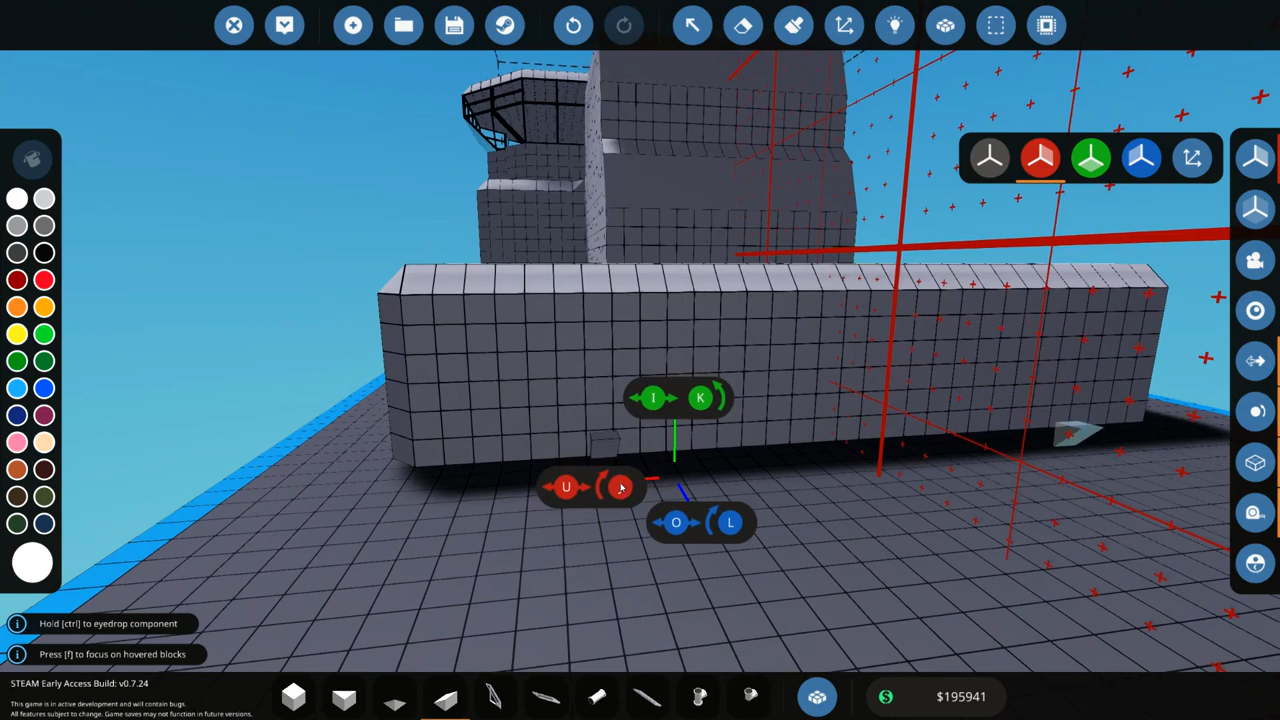 I K
U
O L
Hold [ctrl] to eyedrop component
Press [f] to focus on hovered blocks
STEAM Early Access Build: v0.7.24
This game is in active development and will contain bugs.
All features subject to change. Game saves may not function in future versions.
$ $195941